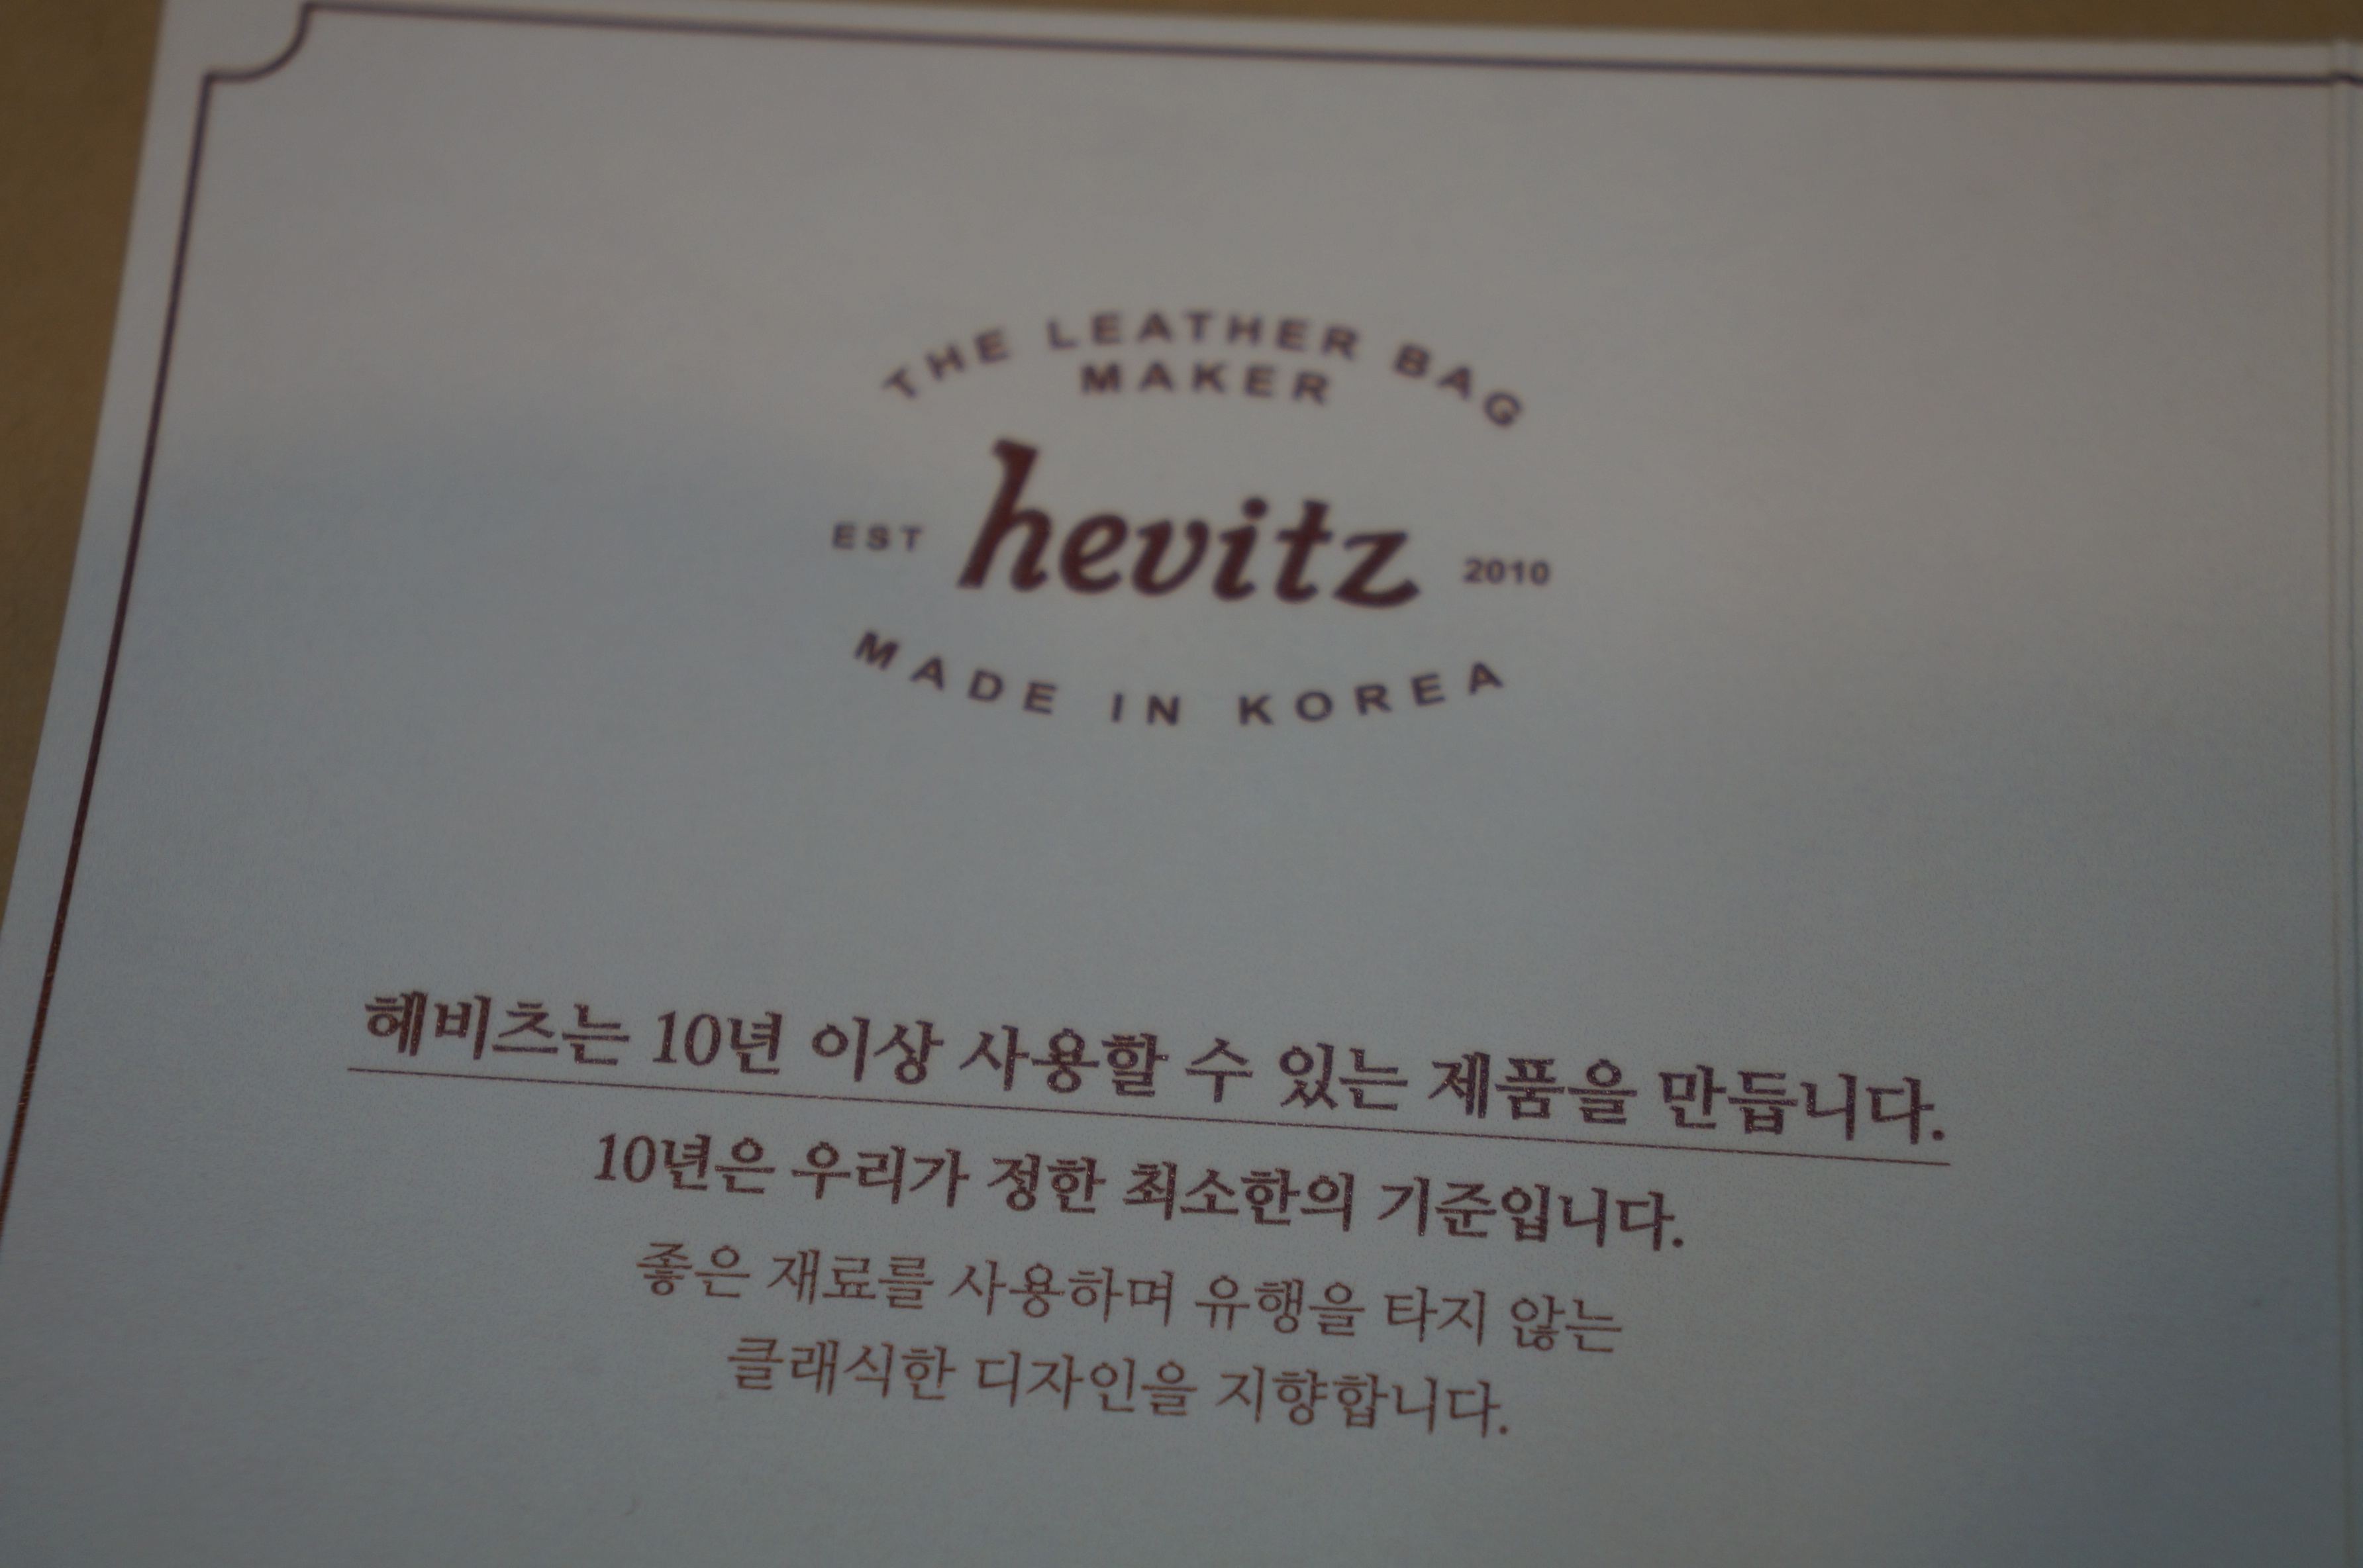 THE LEATHER BAG
MAKER
EST hevitz 2010
MADE IN KOREA
헤비츠는 10년 이상 사용할 수 있는 제품을 만듭니다.
10년은 우리가 정한 최소한의 기준입니다.
좋은 재료를 사용하며 유행을 타지 않는
클래식한 디자인을 지향합니다.